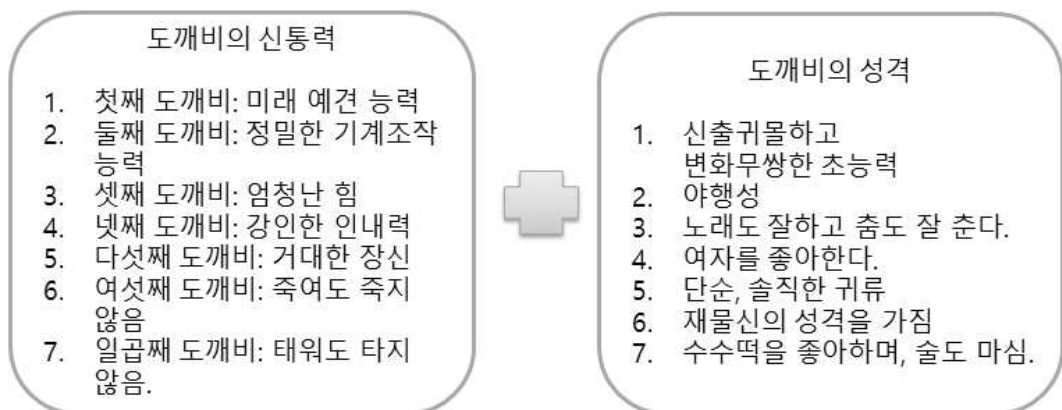 도깨비의 신통력
1. 첫째 도깨비: 미래 예견 능력
2. 둘째 도깨비: 정밀한 기계조작
능력
3. 셋째 도깨비: 엄청난 힘
4. 넷째 도깨비: 강인한 인내력
5. 다섯째 도깨비: 거대한 장신
6. 여섯째 도깨비: 죽여도 죽지
않음
7. 일곱째 도깨비: 태워도 타지
않음.
도깨비의 성격
1. 신출귀몰하고
변화무쌍한 초능력
2. 야행성
3. 노래도 잘하고 춤도 잘 춘다.
4. 여자를 좋아한다.
5. 단순, 솔직한 귀류
6. 재물신의 성격을 가짐
7. 수수떡을 좋아하며, 술도 마심.